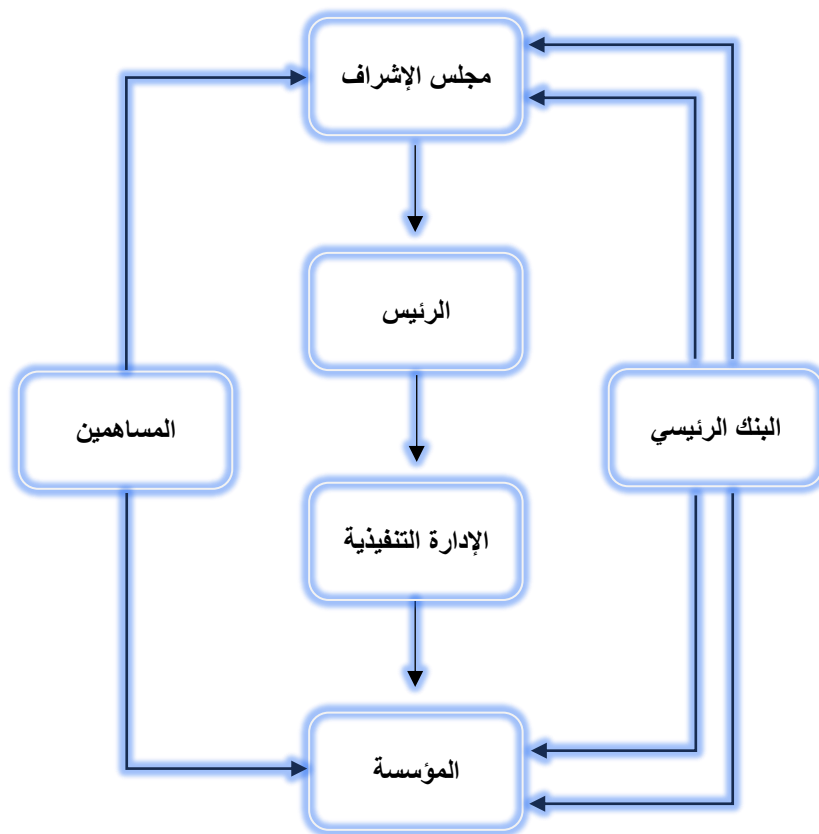 مجلس الإشراف
الرئيس
المساهمين
البنك الرئيسي
الإدارة التنفيذية
المؤسسة